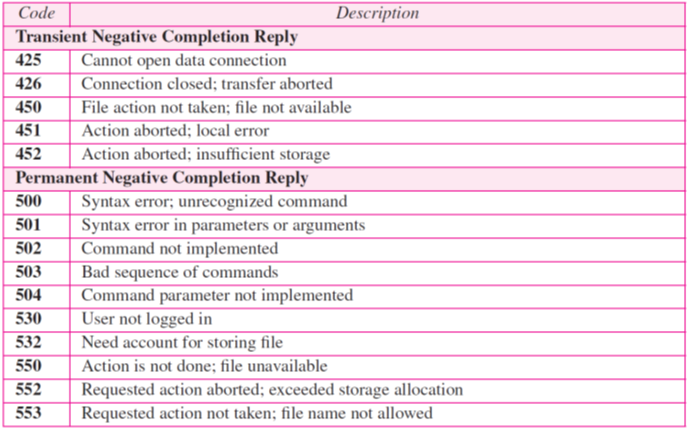 Code Description
Transient Negative Completion Reply
425 Cannot open data connection
426 Connection closed; transfer aborted
450 File action not taken; file not available
451 Action aborted; local error
452 Action aborted; insufficient storage
Permanent Negative Completion Reply
500 Syntax error; unrecognized command
501 Syntax error in parameters or arguments
502 Command not implemented
503 Bad sequence of commands
504 Command parameter not implemented
530 User not logged in
532 Need account for storing file
550 Action is not done; file unavailable
552 Requested action aborted; exceeded storage allocation
553 Requested action not taken; file name not allowed